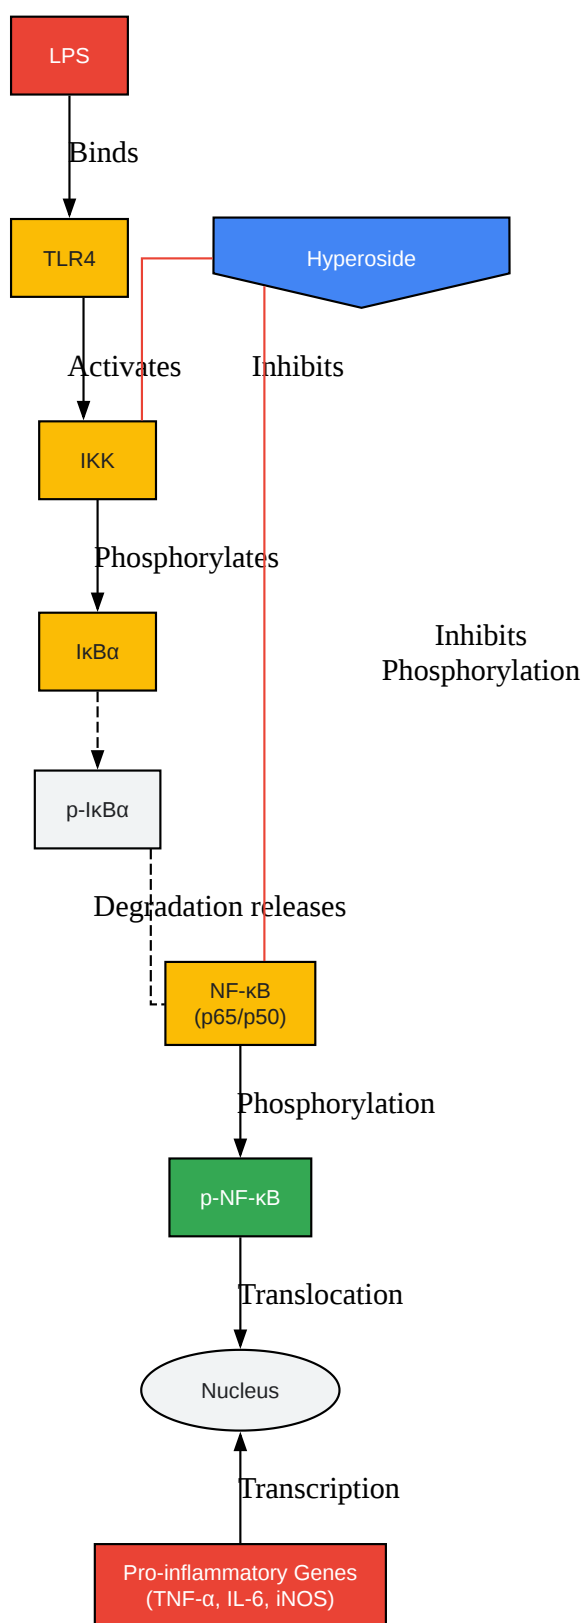 LPS
Binds
TLR4
Hyperoside
Activates
Inhibits
IKK
Phosphorylates
Inhibits
Phosphorylation
IκBα
p-IκBα
Degradation releases
NF-κB
(p65/p50)
Phosphorylation
p-NF-κB
Translocation
Nucleus
Transcription
Pro-inflammatory Genes
(TNF-α, IL-6, iNOS)